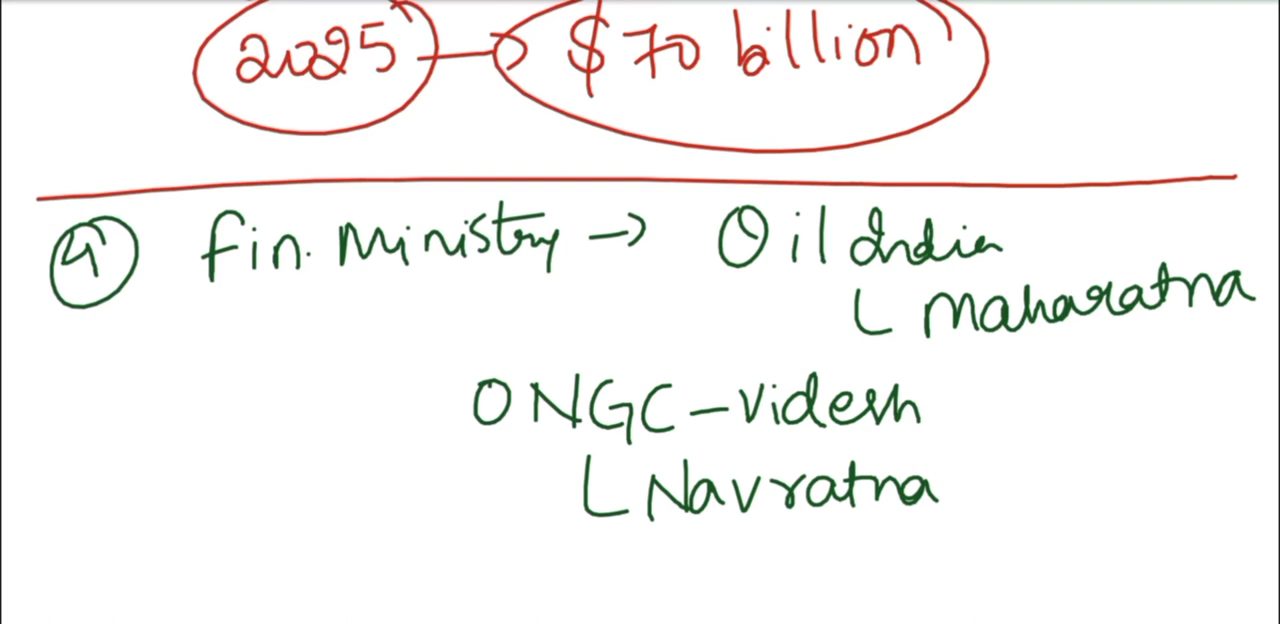 2025 → $70 billion
4 fin. Ministry → Oil India
L Maharatna
ONGC-Videsh
L Navratna